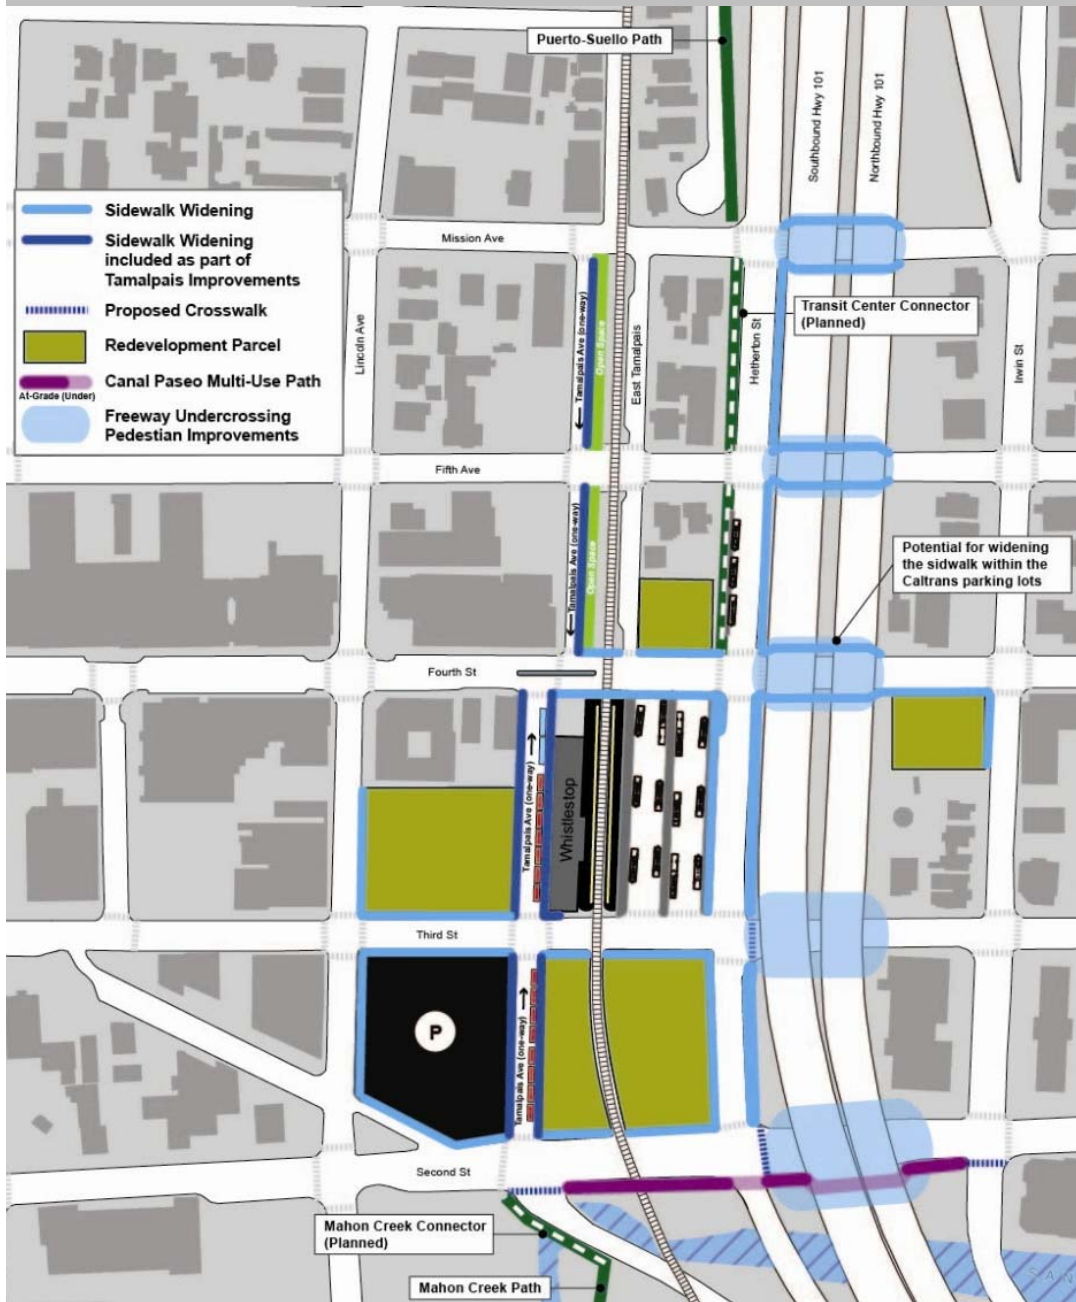 Puerto-Suello Path
Southbound Hwy 101
Northbound Hwy 101
Sidewalk Widening
Sidewalk Widening
included as part of
Tamalpais Improvements
Proposed Crosswalk
Redevelopment Parcel
Canal Paseo Multi-Use Path
At-Grade (Under)
Freeway Undercrossing
Pedestian Improvements
Mission Ave
Lincoln Ave
Tamalpais Ave (one-way)
Open Space
East Tamalpais
Hetherton St
Transit Center Connector
(Planned)
Irwin St
Fifth Ave
Tamalpais Ave (one-way)
Open Space
Potential for widening
the sidwalk within the
Caltrans parking lots
Fourth St
Tamalpais Ave (one-way)
Whistlestop
Third St
P
Tamalpais Ave (one-way)
Second St
Mahon Creek Connector
(Planned)
Mahon Creek Path
S A N